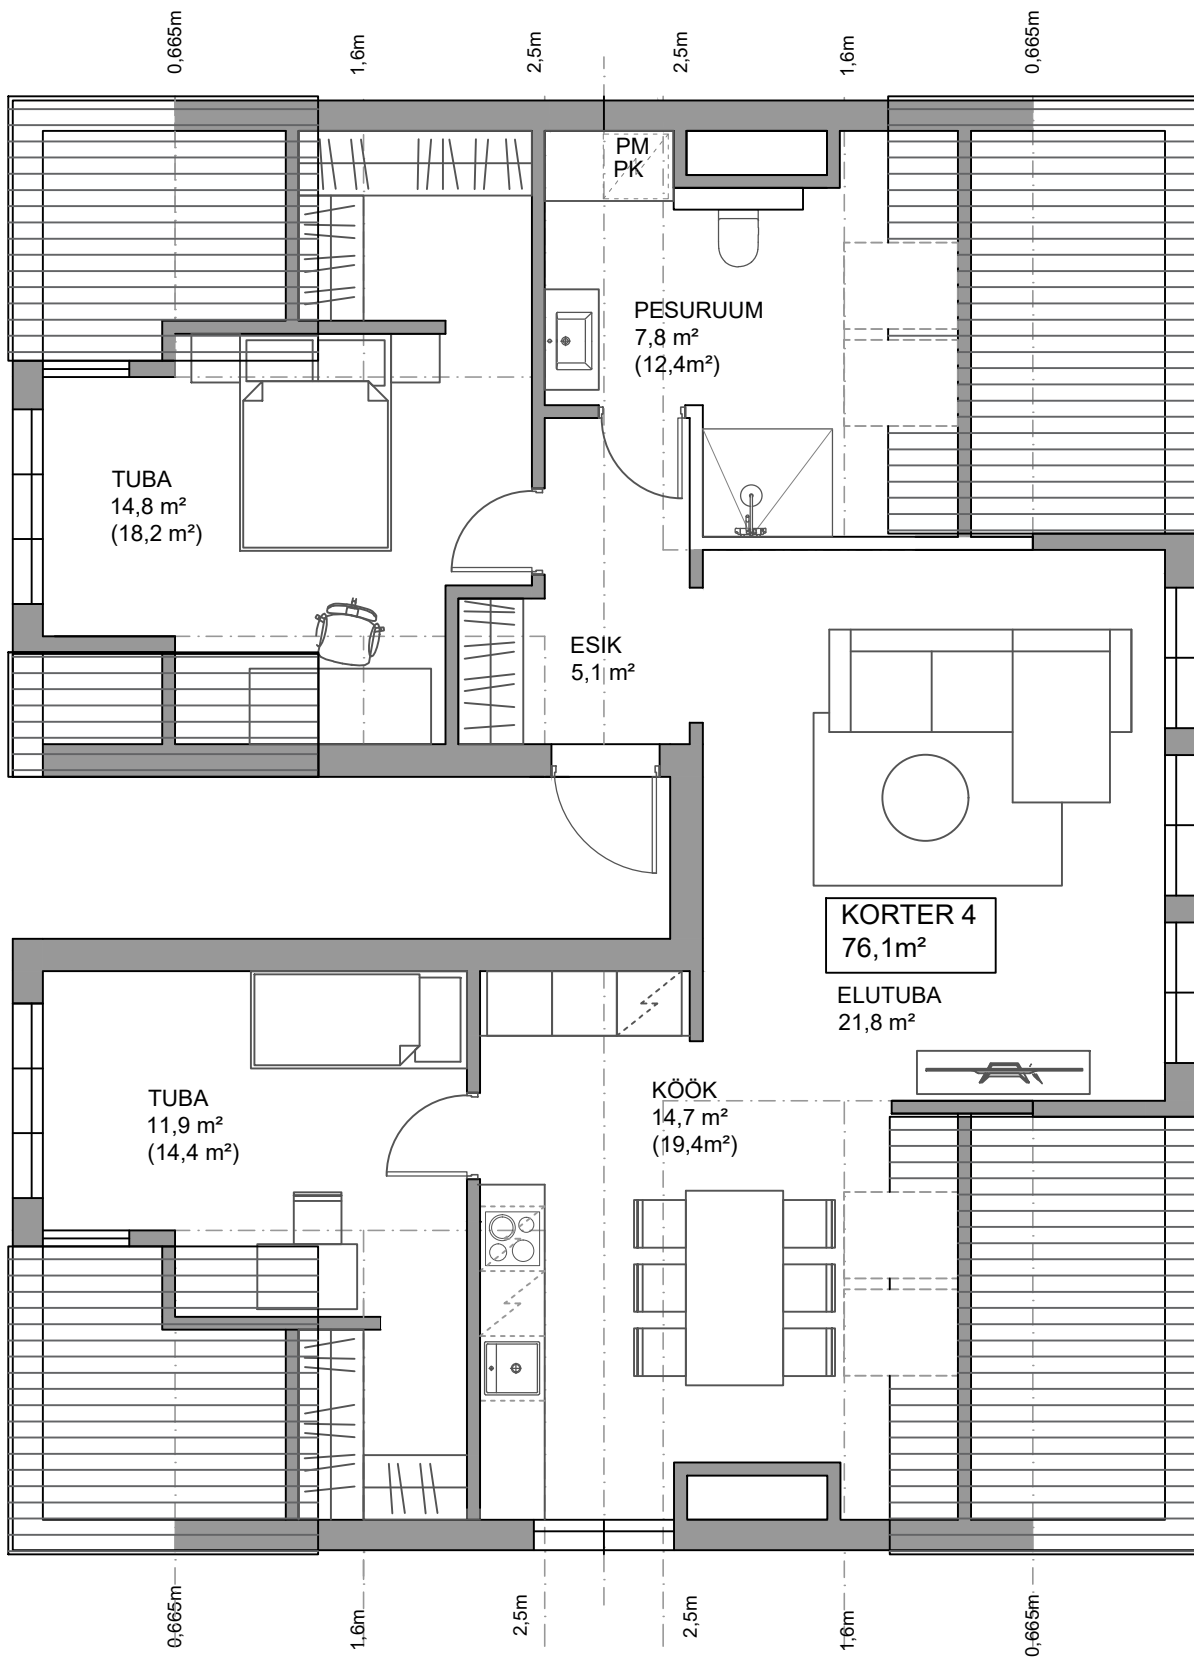 0,665m
1,6m
2,5m
2,5m
1,6m
0,665m
PM
PK
PESURUUM
7,8 m²
(12,4m²)
TUBA
14,8 m²
(18,2 m²)
ESIK
5,1 m²
KORTER 4
76,1m²
ELUTUBA
21,8 m²
TUBA
11,9 m²
(14,4 m²)
KÖÖK
14,7 m²
(19,4m²)
0,665m
1,6m
2,5m
2,5m
1,6m
0,665m